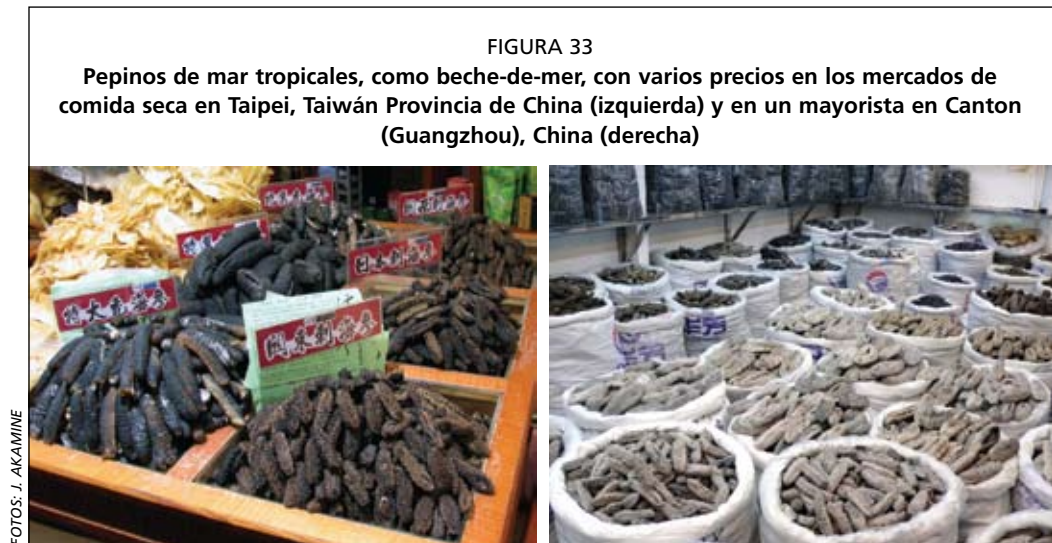 FIGURA 33
Pepinos de mar tropicales, como beche-de-mer, con varios precios en los mercados de
comida seca en Taipei, Taiwán Provincia de China (izquierda) y en un mayorista en Canton
(Guangzhou), China (derecha)
FOTOS: J. AKAMINE